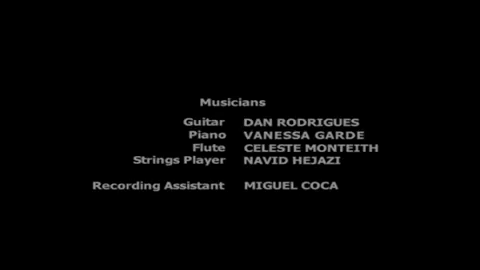 Musicians
Guitar DAN RODRIGUES
Piano VANESSA GARDE
Flute CELESTE MONTEITH
Strings Player NAVID HEJAZI
Recording Assistant MIGUEL COCA